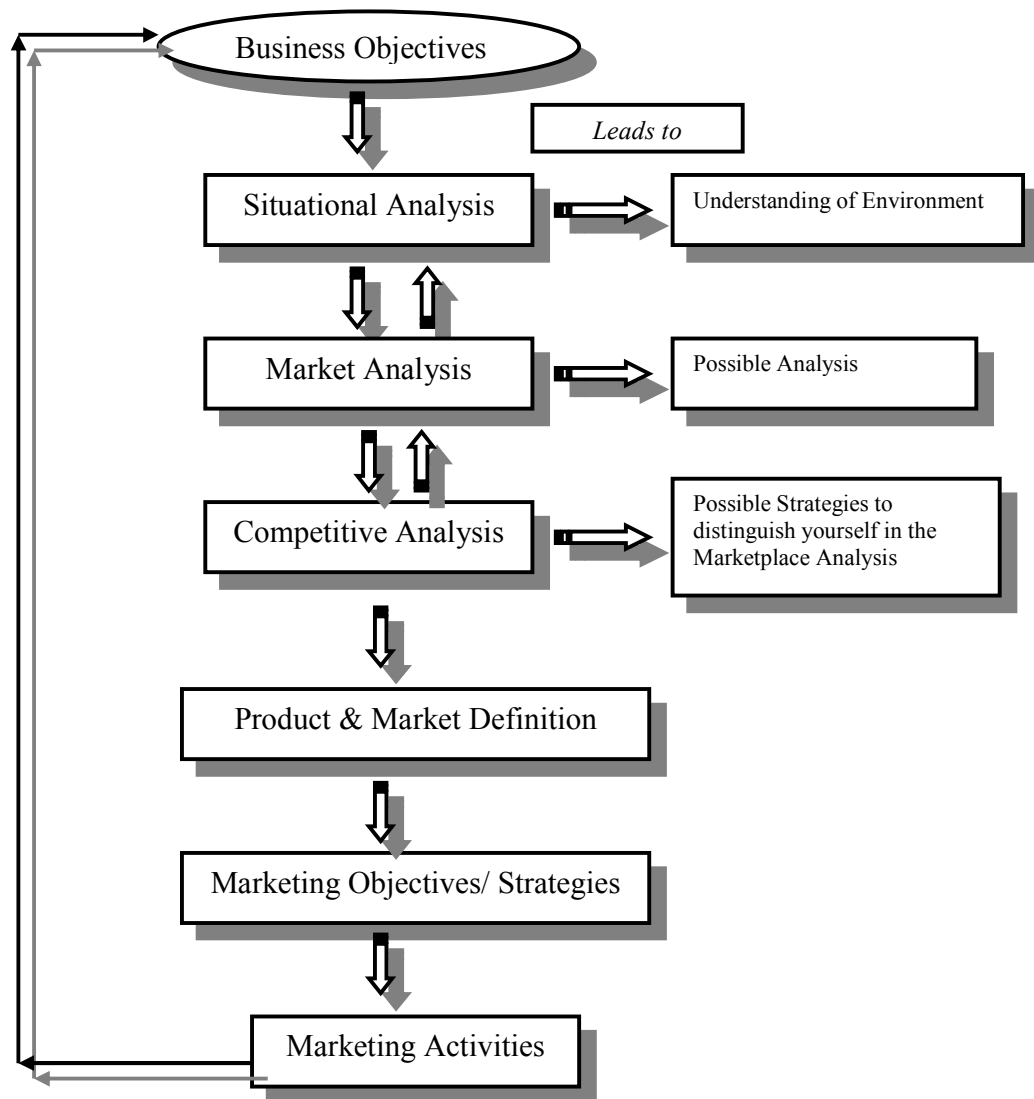 Business Objectives
Leads to
Situational Analysis
Understanding of Environment
Market Analysis
Possible Analysis
Competitive Analysis
Possible Strategies to
distinguish yourself in the
Marketplace Analysis
Product & Market Definition
Marketing Objectives/ Strategies
Marketing Activities